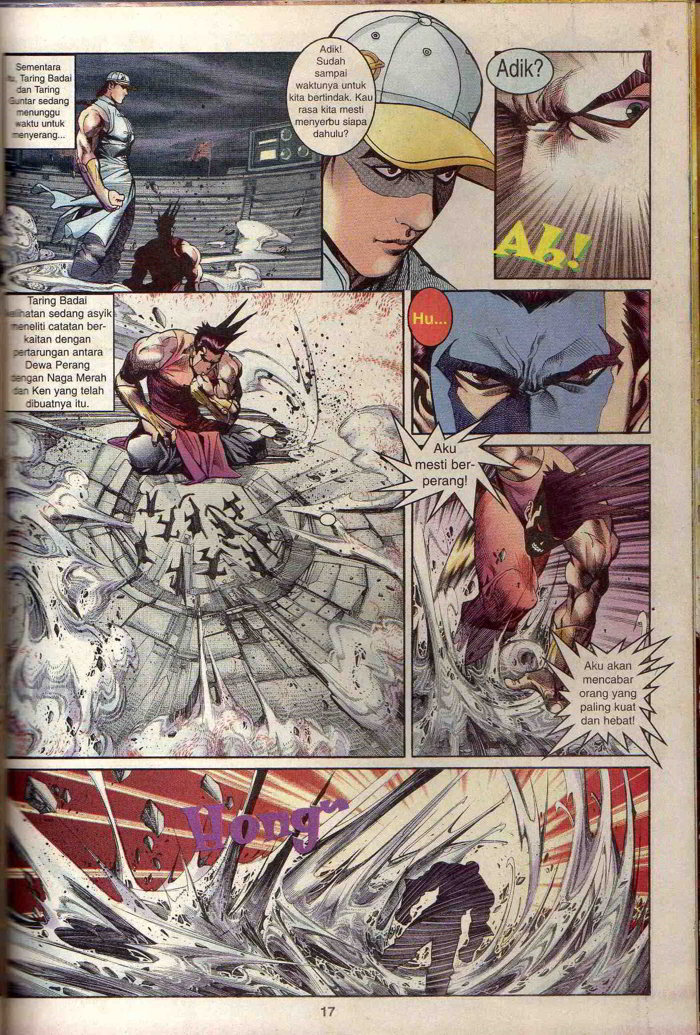 Sementara
Taring Badai
dan Taring
Guntar sedang
menunggu
waktu untuk
menyerang...
Adik!
Sudah
sampai
waktunya untuk
kita bertindak. Kau
rasa kita mesti
menyerbu siapa
dahulu?
Adik?
Ah!
Taring Badai
kelihatan sedang asyik
meneliti catatan ber-
kaitan dengan
pertarungan antara
Dewa Perang
dengan Naga Merah
dan Ken yang telah
dibuatnya itu.
Hu...
Aku
mesti ber-
perang!
Aku akan
mencabar
orang yang
paling kuat
dan hebat!
Hong"
17